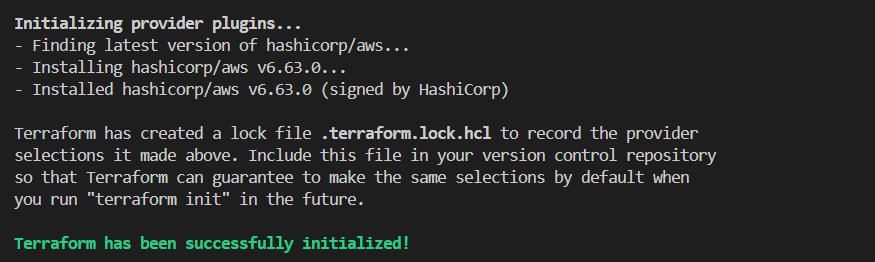 Initializing provider plugins...
- Finding latest version of hashicorp/aws...
- Installing hashicorp/aws v6.63.0...
- Installed hashicorp/aws v6.63.0 (signed by HashiCorp)
Terraform has created a lock file .terraform.lock.hcl to record the provider
selections it made above. Include this file in your version control repository
so that Terraform can guarantee to make the same selections by default when
you run "terraform init" in the future.
Terraform has been successfully initialized!